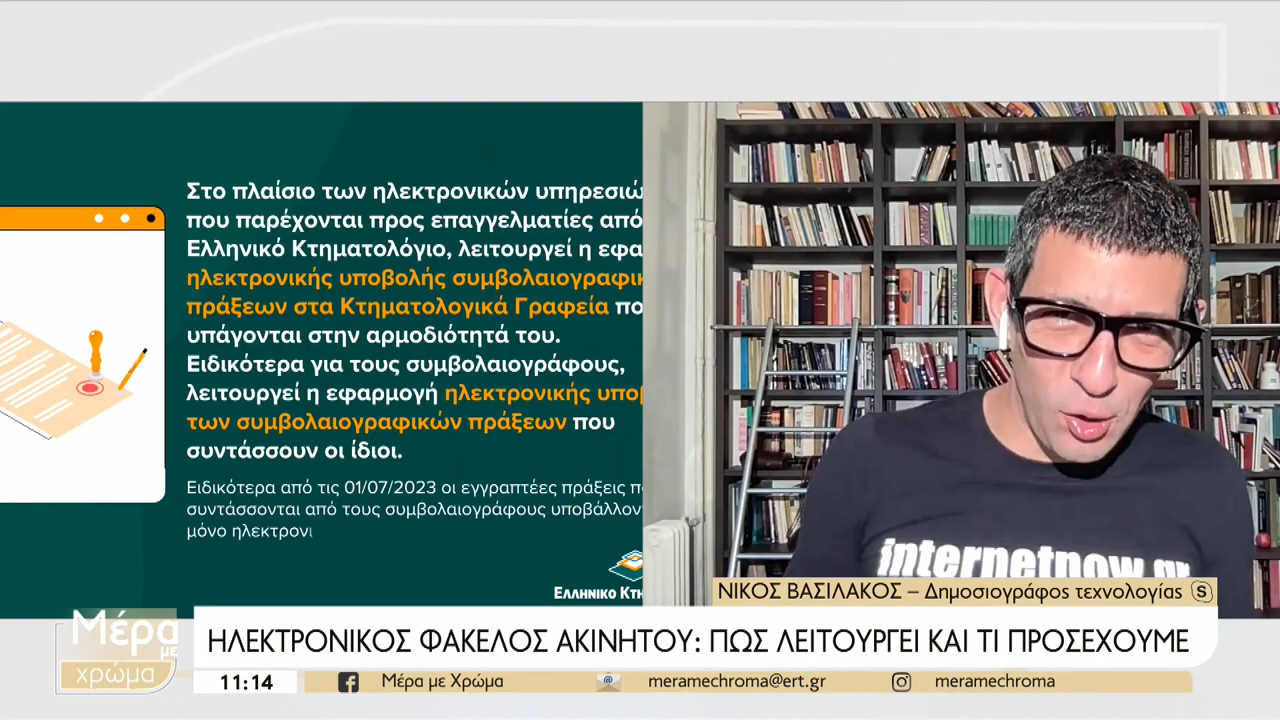 Στο πλαίσιο των ηλεκτρονικών υπηρεσιώ
που παρέχονται προς επαγγελματίες από
Ελληνικό Κτηματολόγιο, λειτουργεί η εφα
ηλεκτρονικής υποβολής συμβολαιογραφικ
πράξεων στα Κτηματολογικά Γραφεία πο
υπάγονται στην αρμοδιότητά του.
Ειδικότερα για τους συμβολαιογράφους,
λειτουργεί η εφαρμογή ηλεκτρονικής υποβ
των συμβολαιογραφικών πράξεων που
συντάσσουν οι ίδιοι.
Ειδικότερα από τις 01/07/2023 οι εγγραπτέες πράξεις π
συντάσσονται από τους συμβολαιογράφους υποβάλλον
μόνο ηλεκτρονι
Ελληνικό Κτη
internetnow.gr
ΝΙΚΟΣ ΒΑΣΙΛΑΚΟΣ – Δημοσιογράφος τεχνολογίας
Μέρα
με
χρώμα
ΗΛΕΚΤΡΟΝΙΚΟΣ ΦΑΚΕΛΟΣ ΑΚΙΝΗΤΟΥ: ΠΩΣ ΛΕΙΤΟΥΡΓΕΙ ΚΑΙ ΤΙ ΠΡΟΣΕΧΟΥΜΕ
11:14 Μέρα με Χρώμα meramechroma@ert.gr meramechroma